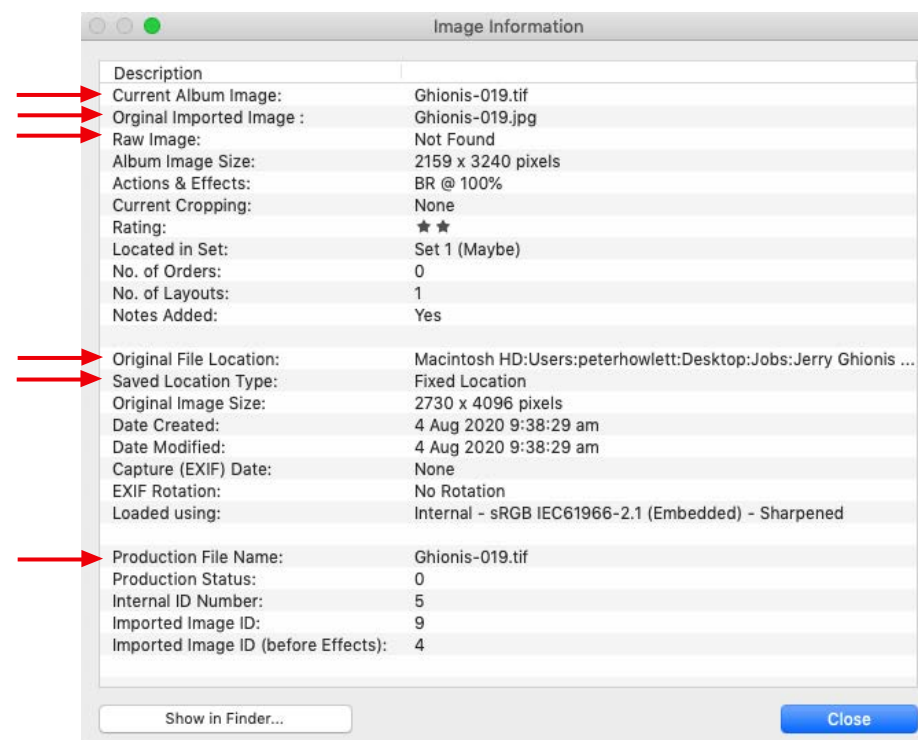 Image Information
Description
Current Album Image: Ghionis-019.tif
Orginal Imported Image : Ghionis-019.jpg
Raw Image: Not Found
Album Image Size: 2159 x 3240 pixels
Actions & Effects: BR @ 100%
Current Cropping: None
Rating: ★ ★
Located in Set: Set 1 (Maybe)
No. of Orders: 0
No. of Layouts: 1
Notes Added: Yes
Original File Location: Macintosh HD:Users:peterhowlett:Desktop:Jobs:Jerry Ghionis ...
Saved Location Type: Fixed Location
Original Image Size: 2730 x 4096 pixels
Date Created: 4 Aug 2020 9:38:29 am
Date Modified: 4 Aug 2020 9:38:29 am
Capture (EXIF) Date: None
EXIF Rotation: No Rotation
Loaded using: Internal - sRGB IEC61966-2.1 (Embedded) - Sharpened
Production File Name: Ghionis-019.tif
Production Status: 0
Internal ID Number: 5
Imported Image ID: 9
Imported Image ID (before Effects): 4
Show in Finder... Close